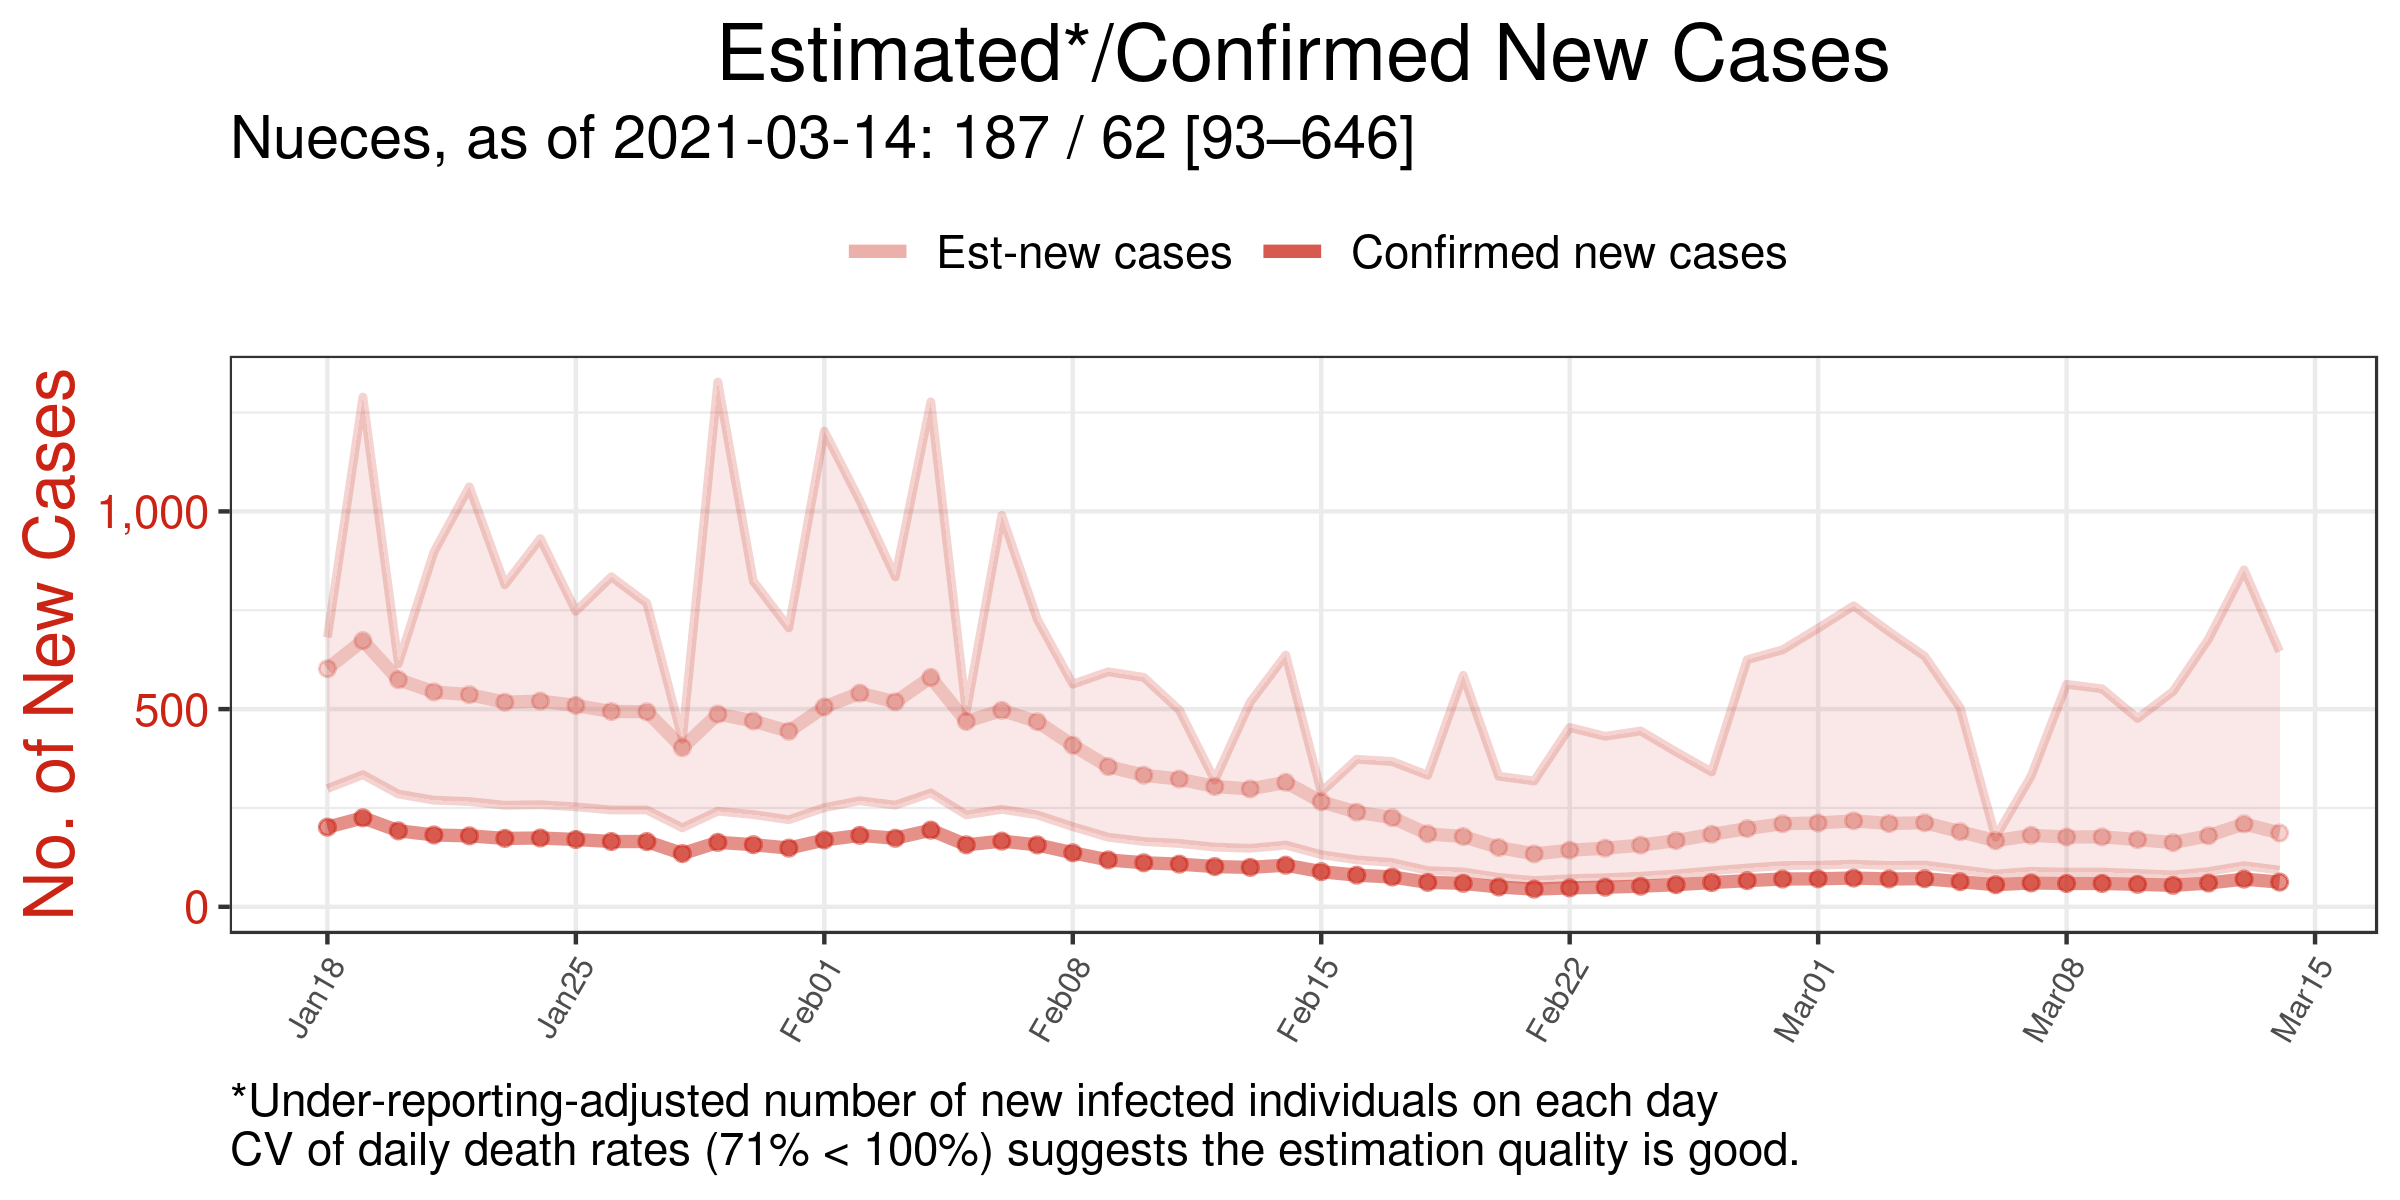 Estimated*/Confirmed New Cases
Nueces, as of 2021-03-14: 187 / 62 [93–646]
Est-new cases
Confirmed new cases
No. of New Cases
1,000
500
0
Jan18
Jan25
Feb01
Feb08
Feb15
Feb22
Mar01
Mar08
Mar15
*Under-reporting-adjusted number of new infected individuals on each day
CV of daily death rates (71% < 100%) suggests the estimation quality is good.